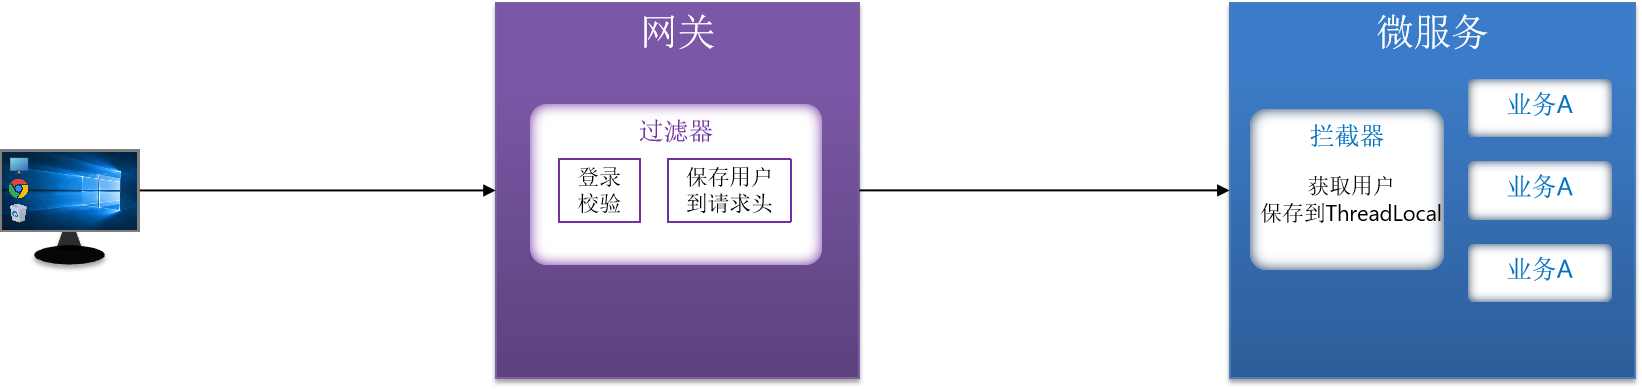 网关
过滤器
登录
校验
保存用户
到请求头
微服务
拦截器
获取用户
保存到ThreadLocal
业务A
业务A
业务A